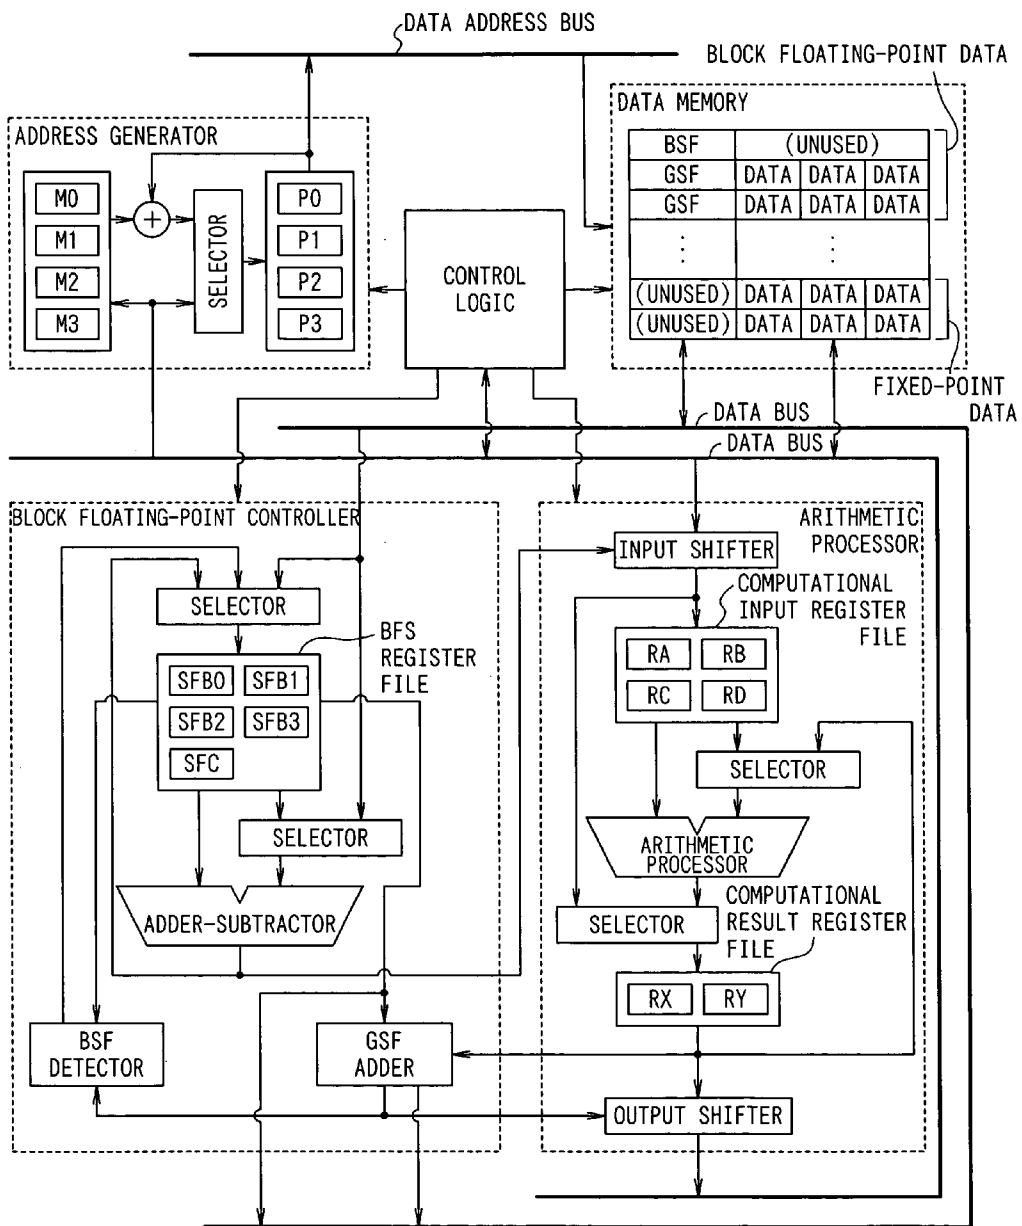 DATA ADDRESS BUS
BLOCK FLOATING-POINT DATA
ADDRESS GENERATOR
M0
M1
M2
M3
+
SELECTOR
P0
P1
P2
P3
CONTROL
LOGIC
DATA MEMORY
BSF (UNUSED)
GSF DATA DATA DATA
GSF DATA DATA DATA
⋮ ⋮
(UNUSED) DATA DATA DATA
(UNUSED) DATA DATA DATA
FIXED-POINT
DATA
DATA BUS
DATA BUS
BLOCK FLOATING-POINT CONTROLLER
SELECTOR
BFS
REGISTER
FILE
SFB0 SFB1
SFB2 SFB3
SFC
SELECTOR
ADDER-SUBTRACTOR
BSF
DETECTOR
GSF
ADDER
ARITHMETIC
PROCESSOR
INPUT SHIFTER
COMPUTATIONAL
INPUT REGISTER
FILE
RA RB
RC RD
SELECTOR
ARITHMETIC
PROCESSOR
COMPUTATIONAL
RESULT REGISTER
FILE
SELECTOR
RX RY
OUTPUT SHIFTER